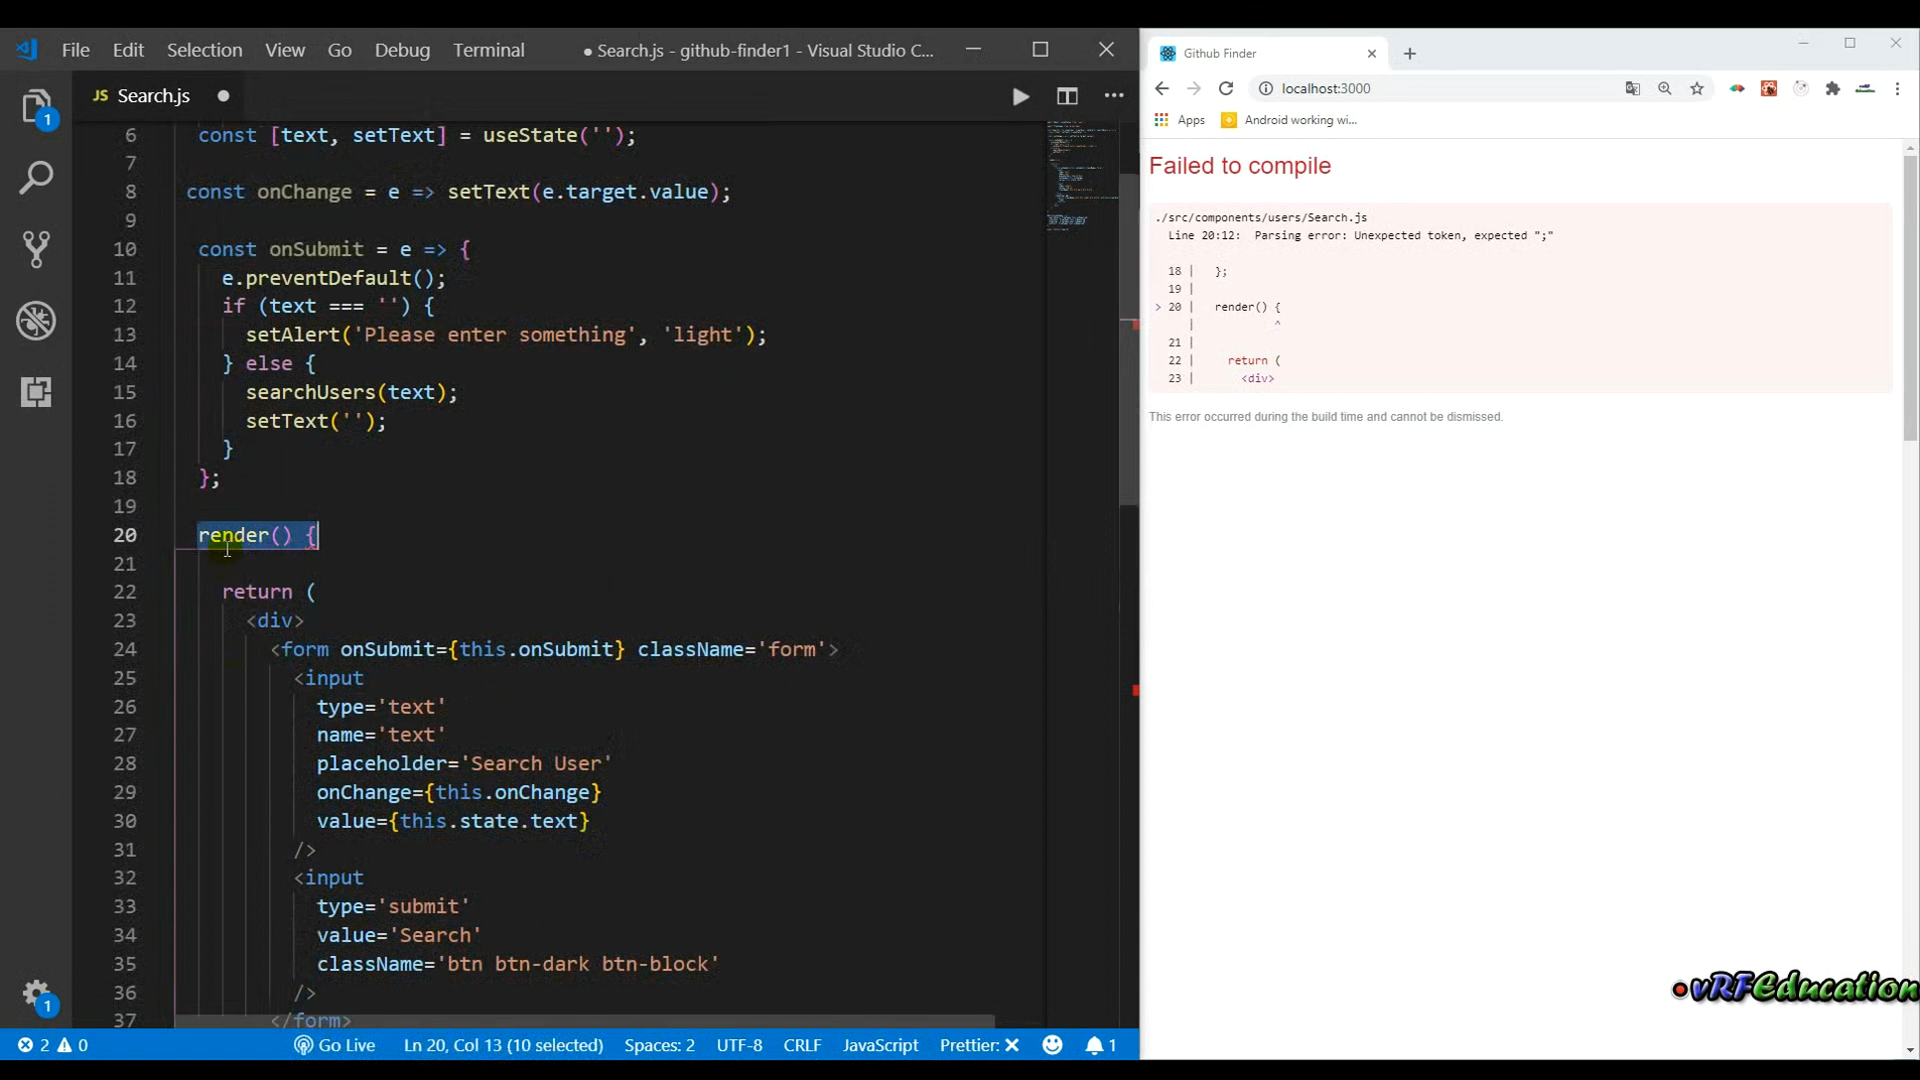 File Edit Selection View Go Debug Terminal ● Search.js - github-finder1 - Visual Studio C...
JS Search.js
6 const [text, setText] = useState('');
7
8 const onChange = e => setText(e.target.value);
9
10 const onSubmit = e => {
11 e.preventDefault();
12 if (text === '') {
13 setAlert('Please enter something', 'light');
14 } else {
15 searchUsers(text);
16 setText('');
17 }
18 };
19
20 render() {
21
22 return (
23 <div>
24 <form onSubmit={this.onSubmit} className='form'>
25 <input
26 type='text'
27 name='text'
28 placeholder='Search User'
29 onChange={this.onChange}
30 value={this.state.text}
31 />
32 <input
33 type='submit'
34 value='Search'
35 className='btn btn-dark btn-block'
36 />
37 </form>
1
1
2 0 Go Live Ln 20, Col 13 (10 selected) Spaces: 2 UTF-8 CRLF JavaScript Prettier: ✕ 1
Github Finder
localhost:3000
Apps Android working wi...
Failed to compile
./src/components/users/Search.js
Line 20:12: Parsing error: Unexpected token, expected ";"
18 | };
19 |
> 20 | render() {
| ^
21 |
22 | return (
23 | <div>
This error occurred during the build time and cannot be dismissed.
vRFEducation